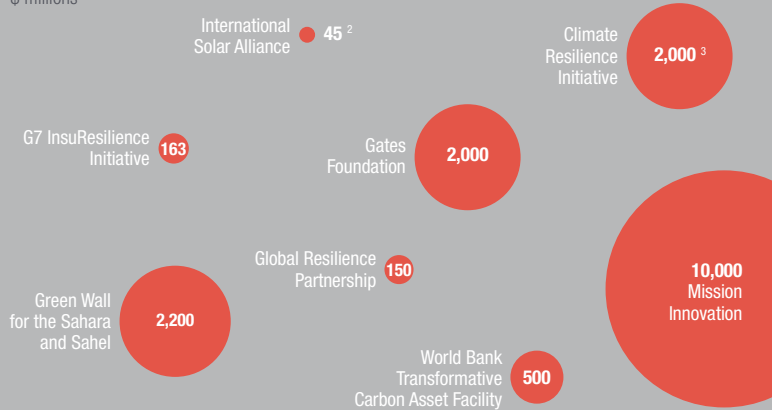 $ millions
International
Solar Alliance
45 2
Climate
Resilience
Initiative
2,000 3
G7 InsuResilience
Initiative
163
Gates
Foundation
2,000
Global Resilience
Partnership
150
10,000
Mission
Innovation
Green Wall
for the Sahara
and Sahel
2,200
World Bank
Transformative
Carbon Asset Facility
500